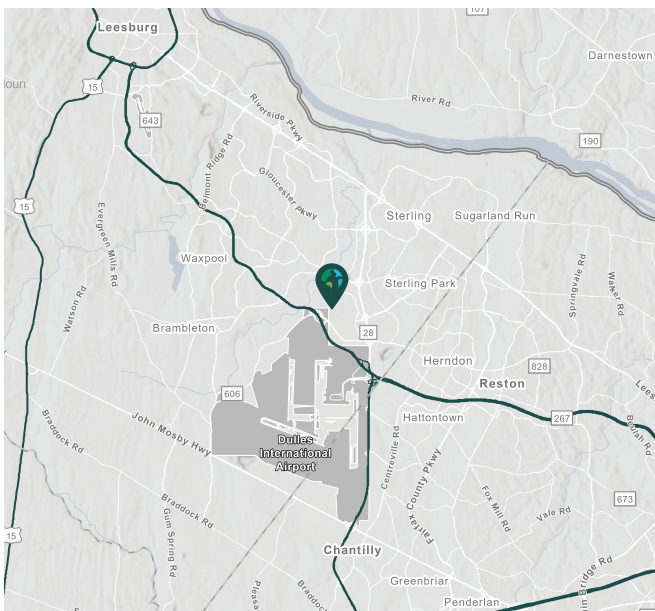 107
Leesburg
Darnestown
15
River Rd
Riverside Pkwy
643
190
Belmont Ridge Rd
Gloucester Pkwy
15
Evergreen Mills Rd
Sterling
Sugarland Run
Waxpool
Sterling Park
Springvale Rd
Walker Rd
Watson Rd
Brambleton
28
Herndon
828
Reston
606
267
Hattontown
Braddock Rd
John Mosby Hwy
Beulah Rd
Dulles
International
Airport
Centreville Rd
Fairfax County Pkwy
Fox Mill Rd
673
Vale Rd
Braddock Rd
Gum Spring Rd
15
Chantilly
Greenbriar
Penderlan